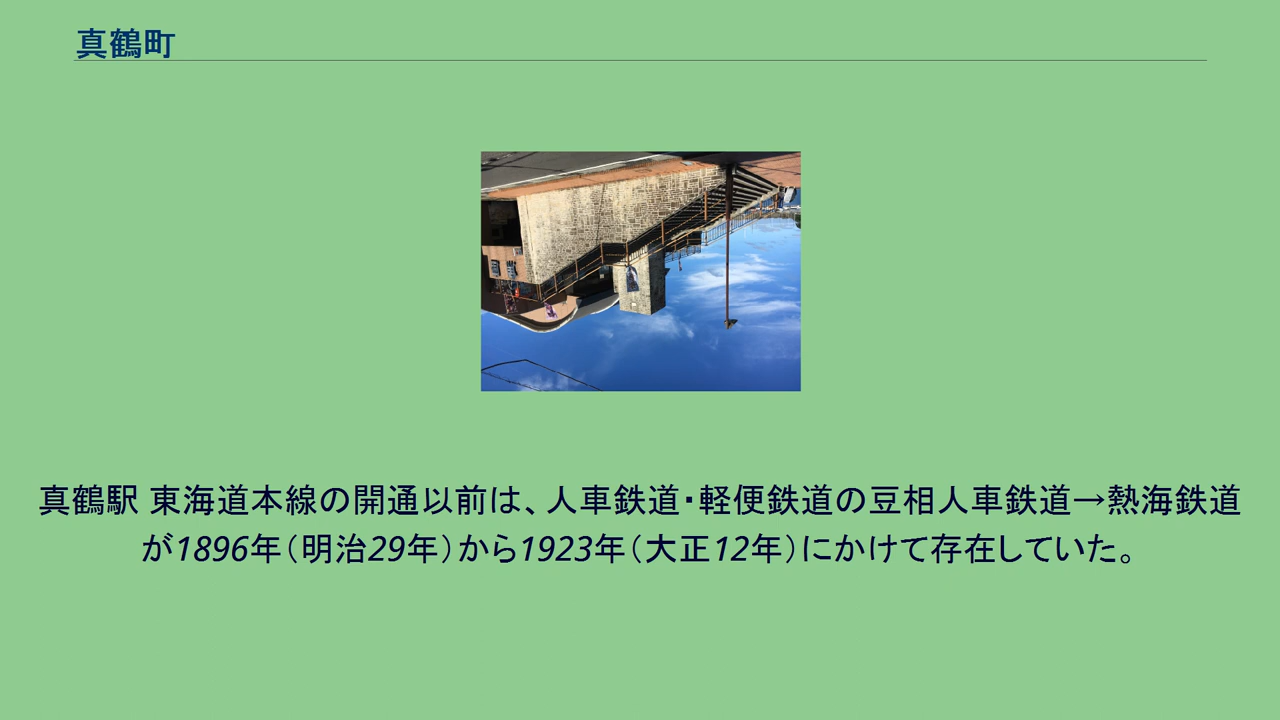 真鶴町
真鶴駅 東海道本線の開通以前は、人車鉄道・軽便鉄道の豆相人車鉄道→熱海鉄道
が1896年（明治29年）から1923年（大正12年）にかけて存在していた。